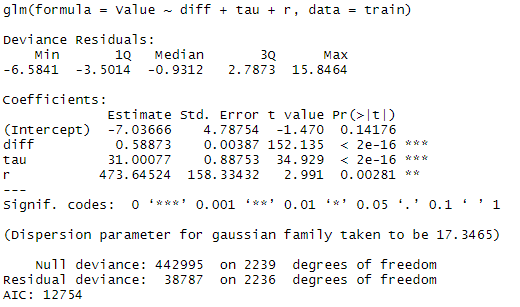 glm(formula = Value ~ diff + tau + r, data = train)
Deviance Residuals:
Min 1Q Median 3Q Max
-6.5841 -3.5014 -0.9312 2.7873 15.8464
Coefficients:
Estimate Std. Error t value Pr(>|t|)
(Intercept) -7.03666 4.78754 -1.470 0.14176
diff 0.58873 0.00387 152.135 < 2e-16 ***
tau 31.00077 0.88753 34.929 < 2e-16 ***
r 473.64524 158.33432 2.991 0.00281 **
---
Signif. codes: 0 ‘***’ 0.001 ‘**’ 0.01 ‘*’ 0.05 ‘.’ 0.1 ‘ ’ 1
(Dispersion parameter for gaussian family taken to be 17.3465)
Null deviance: 442995 on 2239 degrees of freedom
Residual deviance: 38787 on 2236 degrees of freedom
AIC: 12754